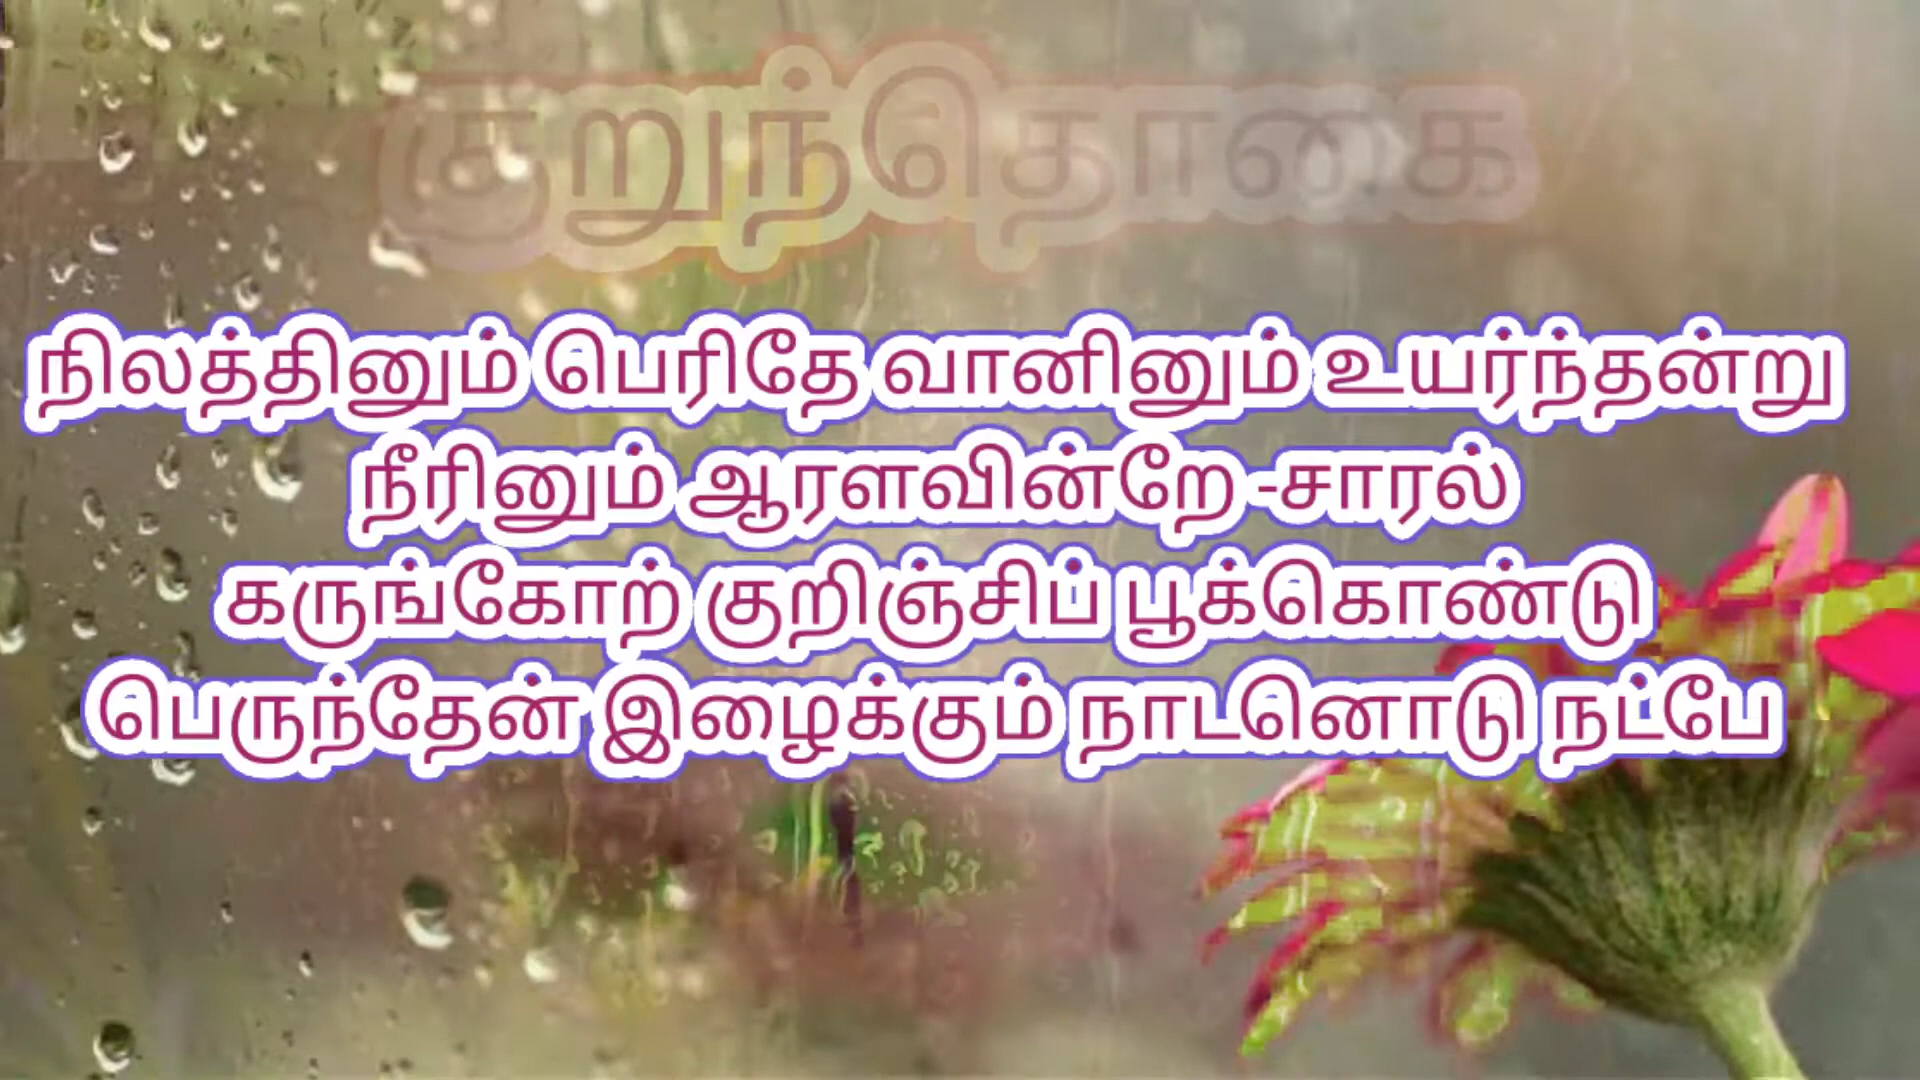 குறுந்தொகை
நிலத்தினும் பெரிதே வானினும் உயர்ந்தன்று
நீரினும் ஆரளவின்றே -சாரல்
கருங்கோற் குறிஞ்சிப் பூக்கொண்டு
பெருந்தேன் இழைக்கும் நாடனொடு நட்பே